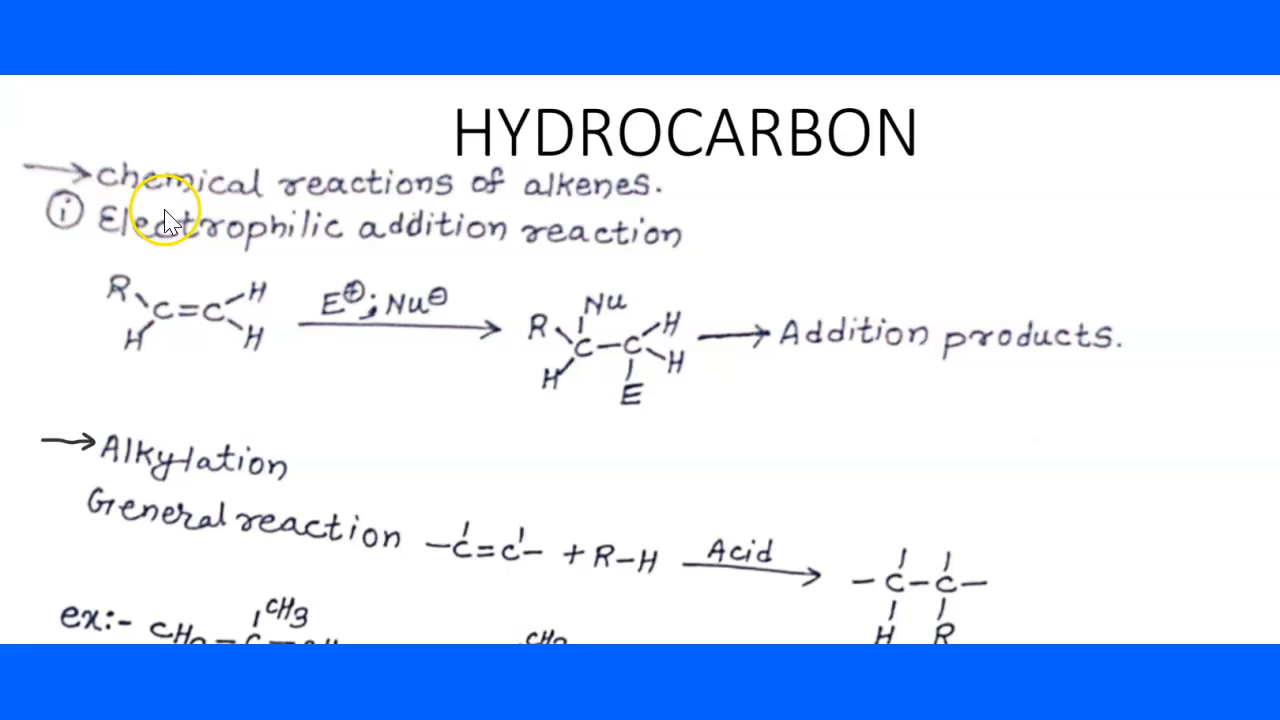 HYDROCARBON
→ chemical reactions of alkenes.
(i) Electrophilic addition reaction
R H C=C H H E⊕; Nu⊖ → R H Nu C–C H H E → Addition products.
→ Alkylation
General reaction –C=C– + R–H Acid → –C–C– H R
ex:- CH3